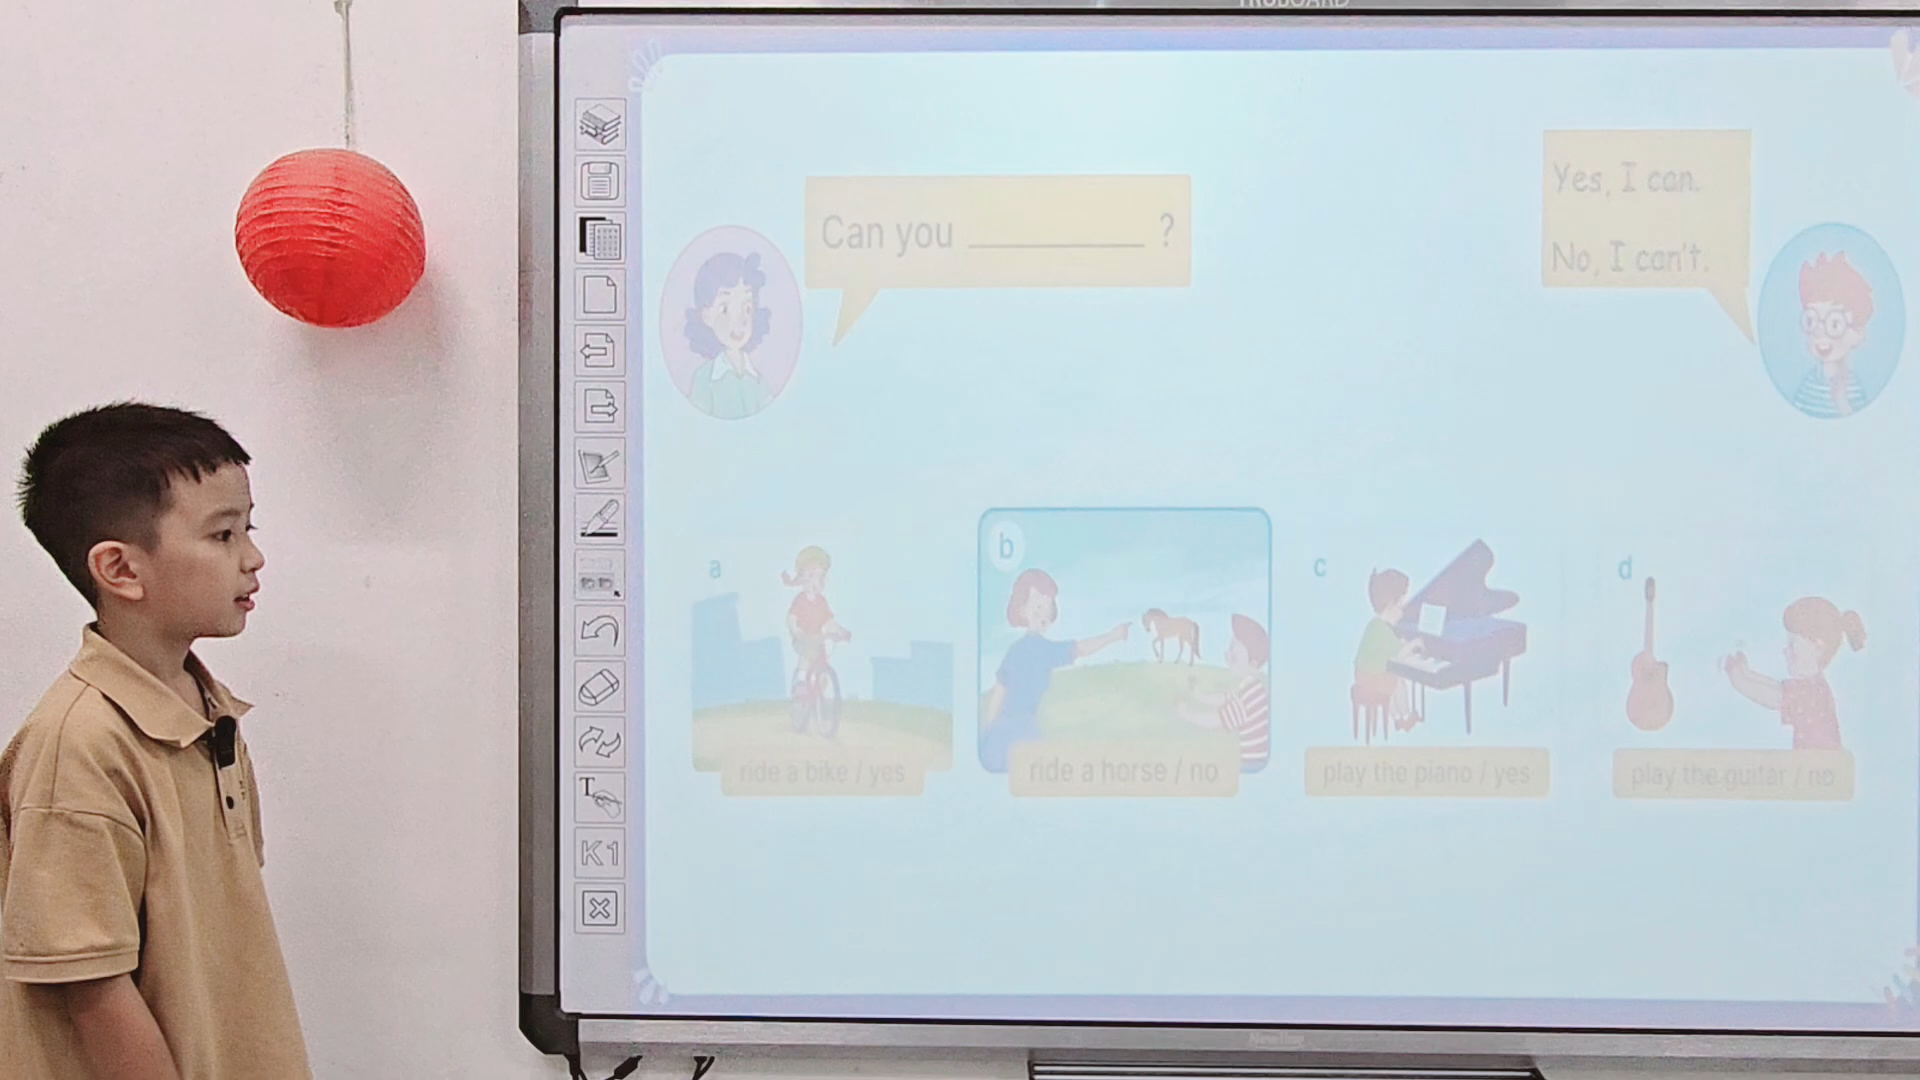 Can you __________ ?
Yes, I can.
No, I can't.
a
b
c
d
ride a bike / yes
ride a horse / no
play the piano / yes
play the guitar / no
T
K1